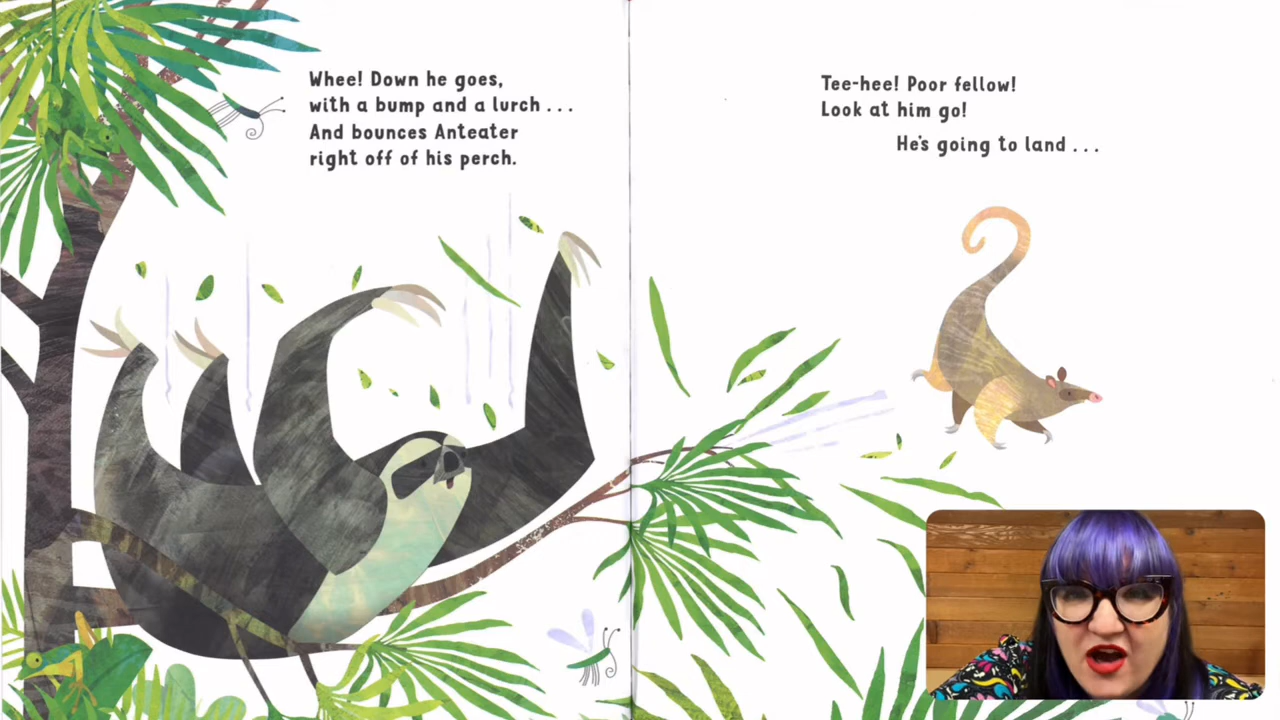 Whee! Down he goes,
with a bump and a lurch . . .
And bounces Anteater
right off of his perch.
Tee-hee! Poor fellow!
Look at him go!
He's going to land . . .